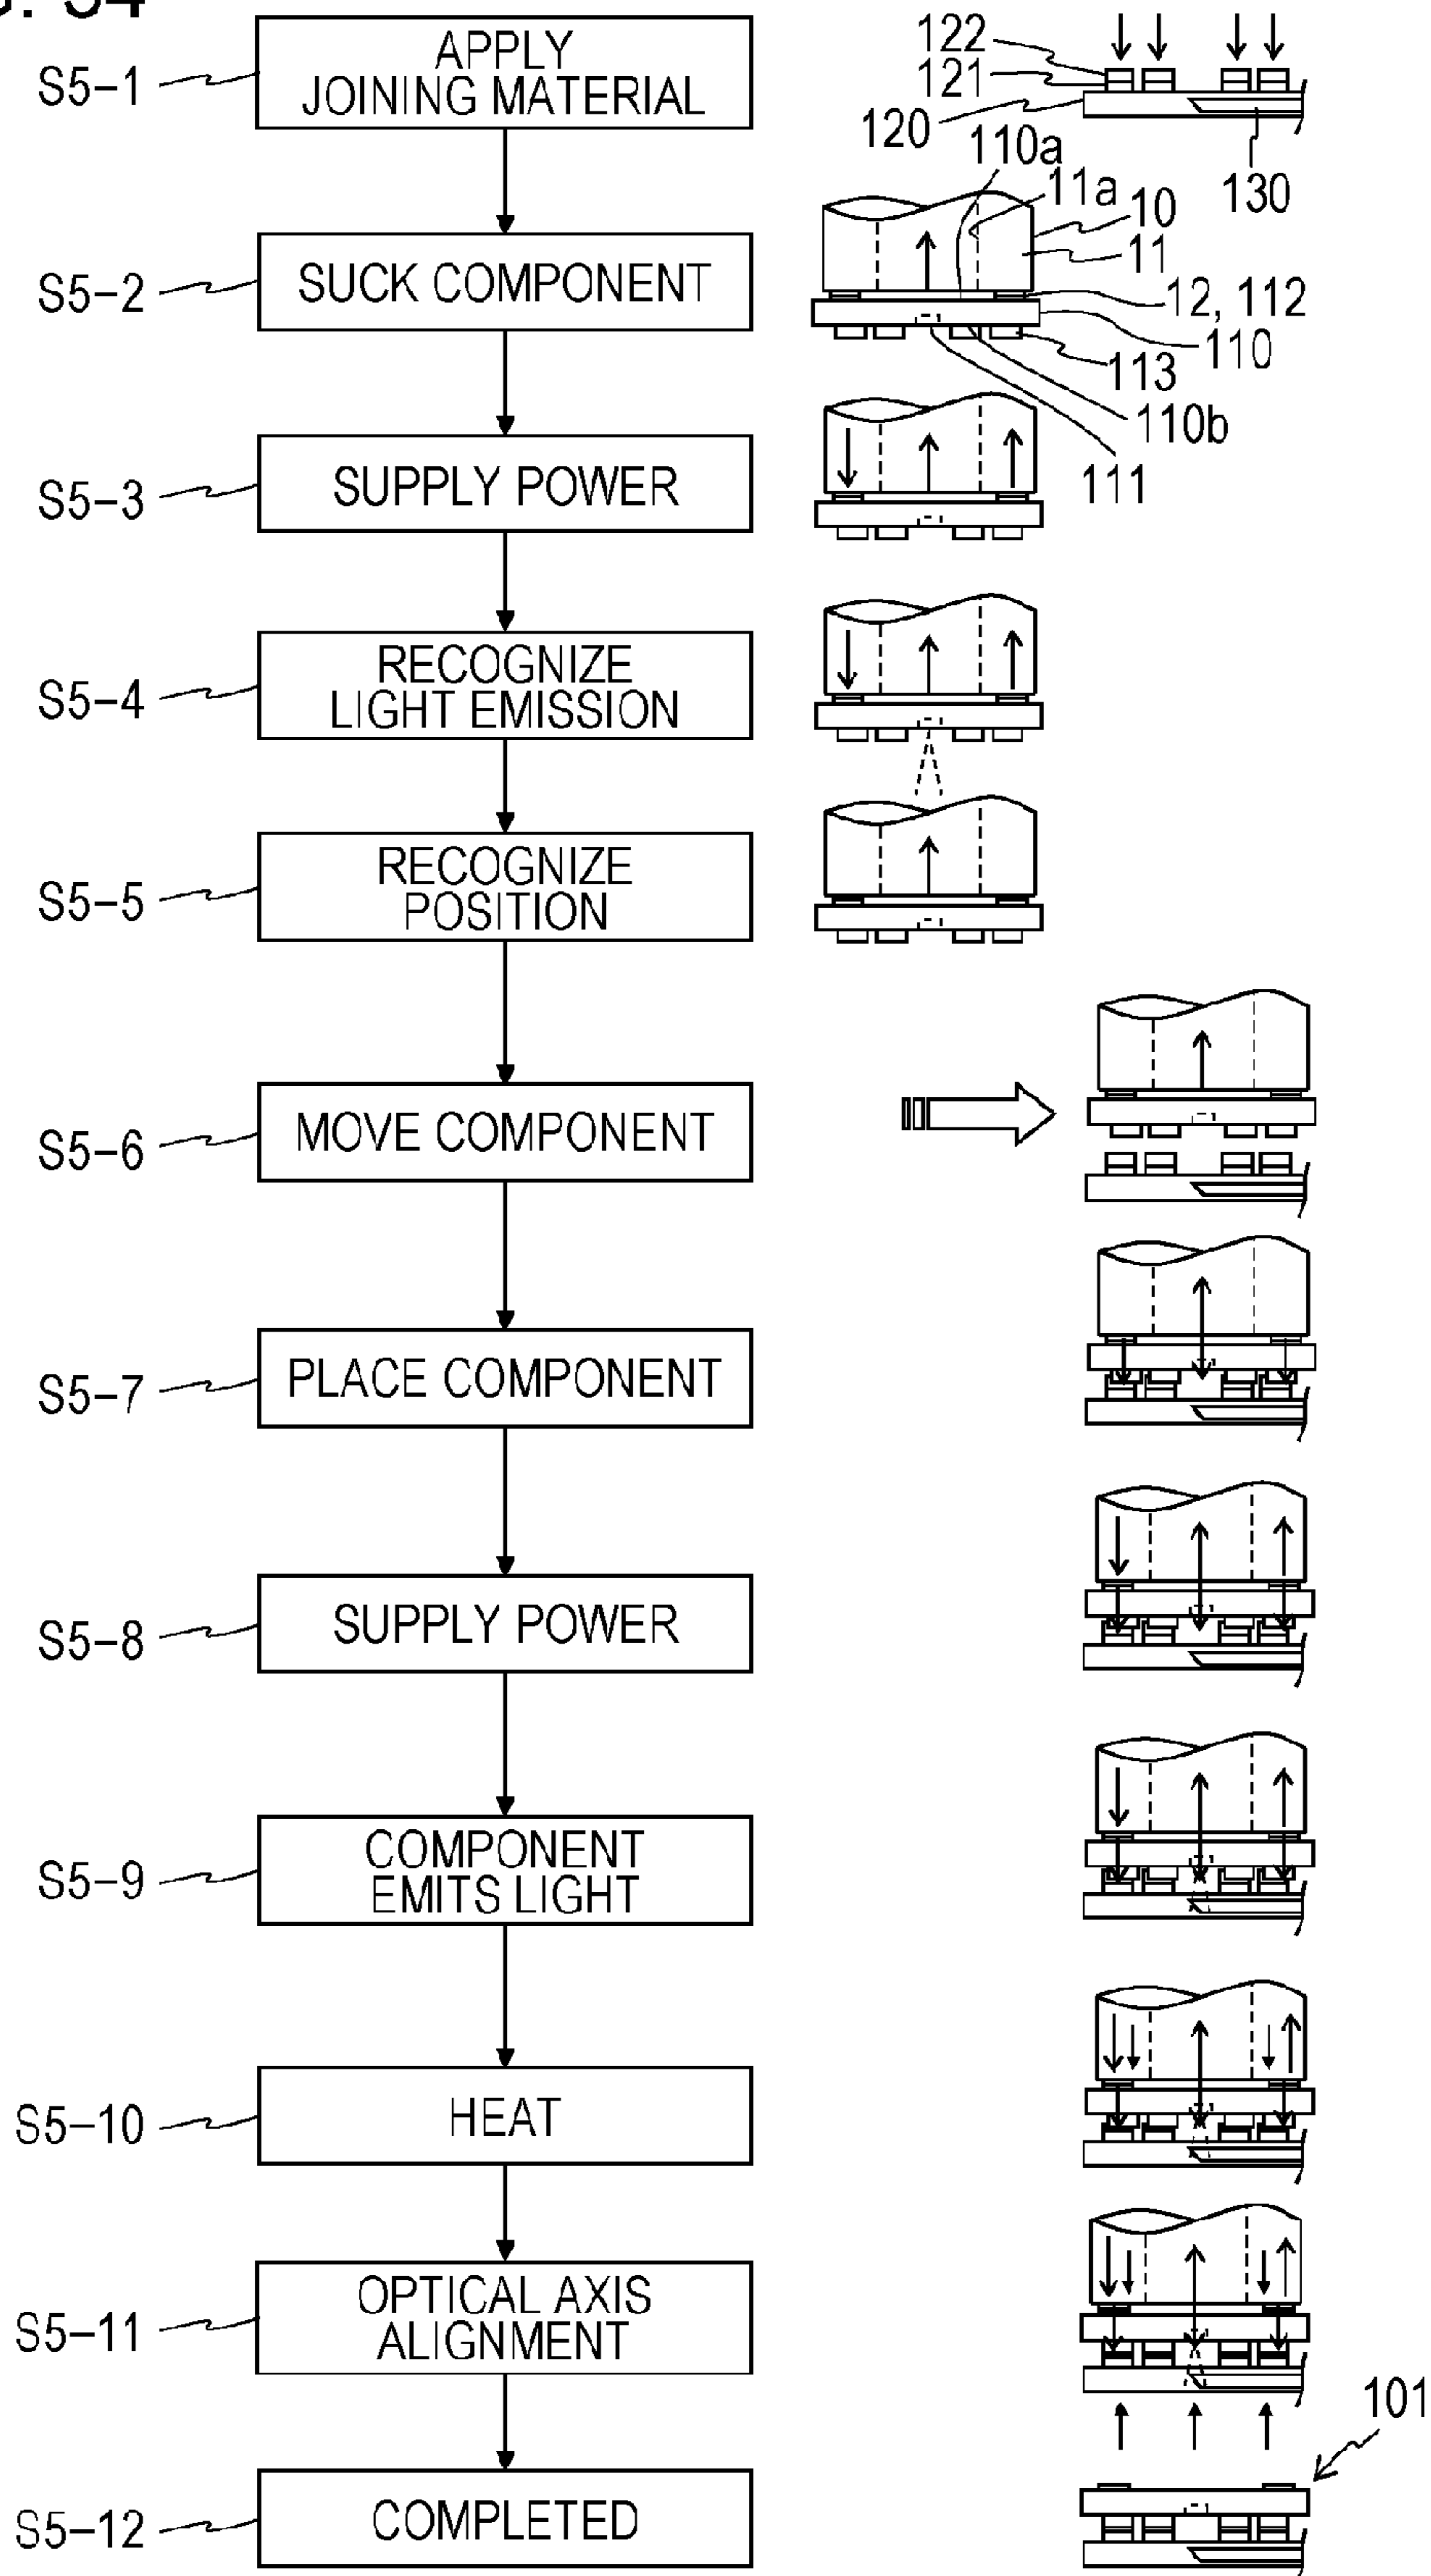 34
S5-1
APPLY
JOINING MATERIAL
122
121
120
130
S5-2
SUCK COMPONENT
110a
11a
10
11
12, 112
110
113
110b
111
S5-3
SUPPLY POWER
S5-4
RECOGNIZE
LIGHT EMISSION
S5-5
RECOGNIZE
POSITION
S5-6
MOVE COMPONENT
S5-7
PLACE COMPONENT
S5-8
SUPPLY POWER
S5-9
COMPONENT
EMITS LIGHT
S5-10
HEAT
S5-11
OPTICAL AXIS
ALIGNMENT
101
S5-12
COMPLETED